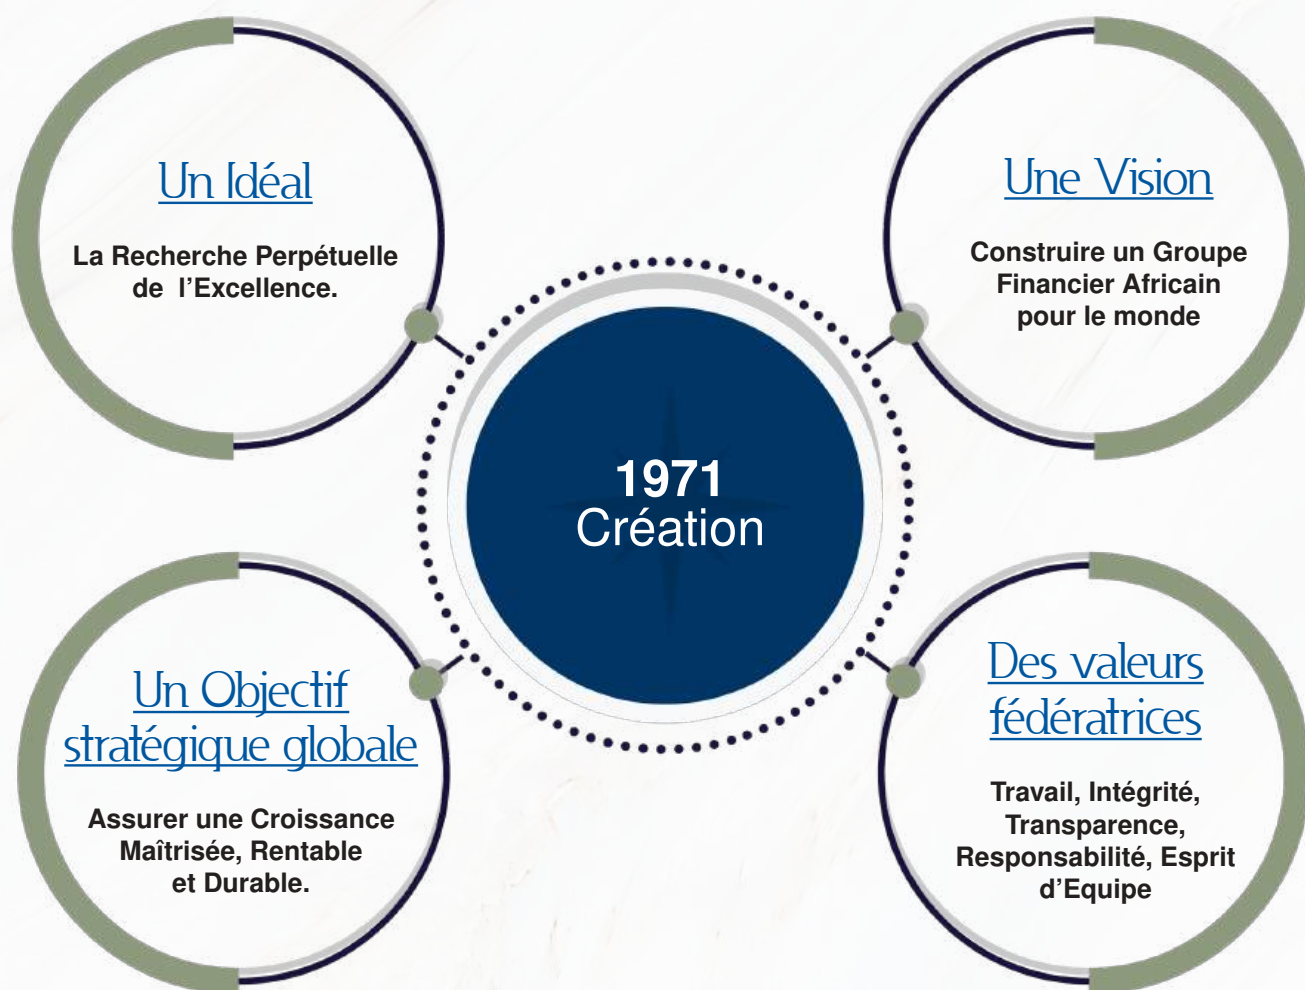 Un Idéal
La Recherche Perpétuelle
de l’Excellence.
Une Vision
Construire un Groupe
Financier Africain
pour le monde
1971
Création
Un Objectif
stratégique globale
Assurer une Croissance
Maîtrisée, Rentable
et Durable.
Des valeurs
fédératrices
Travail, Intégrité,
Transparence,
Responsabilité, Esprit
d’Equipe